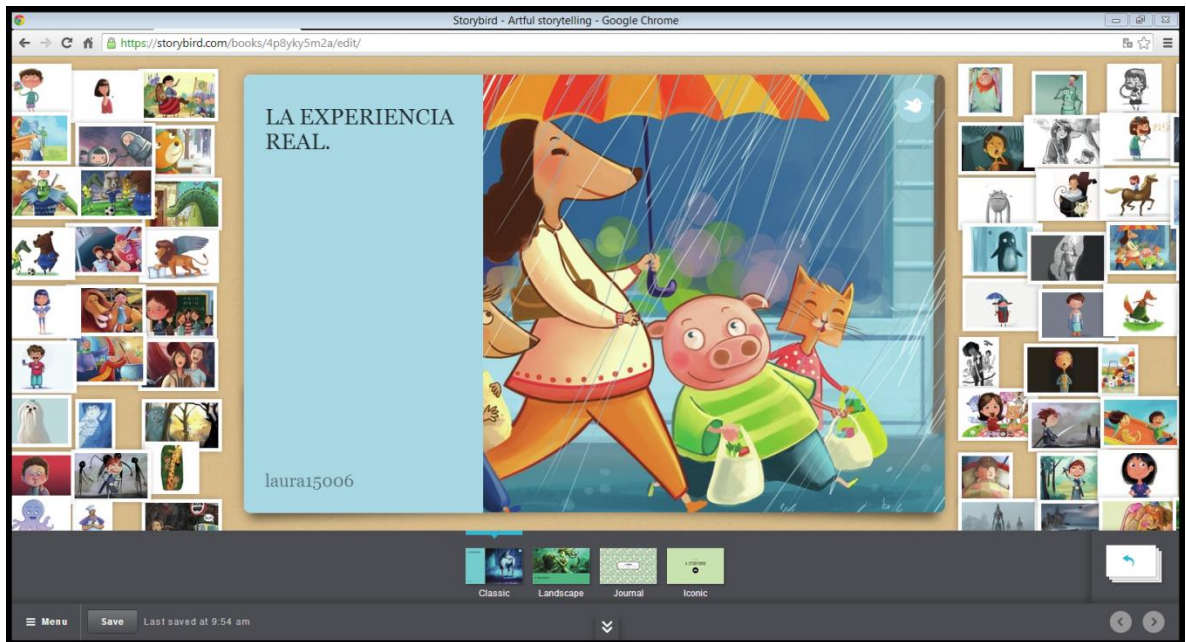 Storybird - Artful storytelling - Google Chrome
https://storybird.com/books/4p8yky5m2a/edit/
LA EXPERIENCIA
REAL.
laura15006
Classic
Landscape
Journal
Iconic
Menu
Save
Last saved at 9:54 am